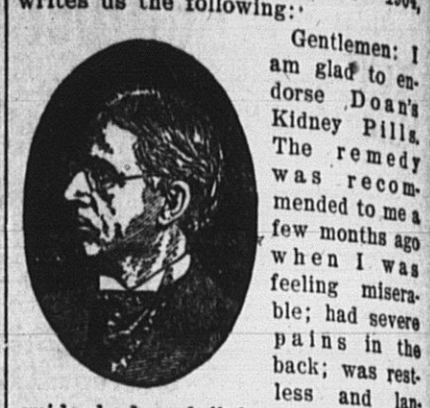 writes us the following:
Gentlemen: I
am glad to en-
dorse Doan's
Kidney Pills.
The remedy
was recom-
mended to me a
few months ago
when I was
feeling misera-
ble; had severe
pains in the
back; was rest-
less and lan-